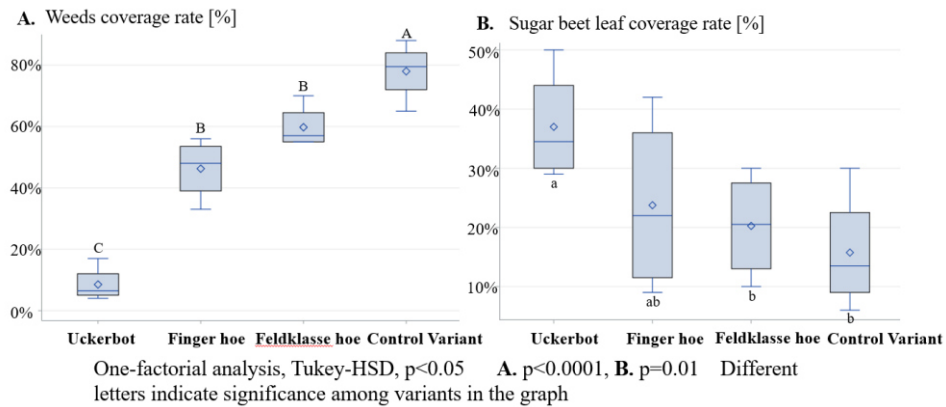 A. Weeds coverage rate [%]
80%
60%
40%
20%
0%
C
B
B
A
Uckerbot Finger hoe Feldklasse hoe Control Variant
B. Sugar beet leaf coverage rate [%]
50%
40%
30%
20%
10%
a
ab
b
b
Uckerbot Finger hoe Feldklasse hoe Control Variant
One-factorial analysis, Tukey-HSD, p<0.05 A. p<0.0001, B. p=0.01 Different
letters indicate significance among variants in the graph